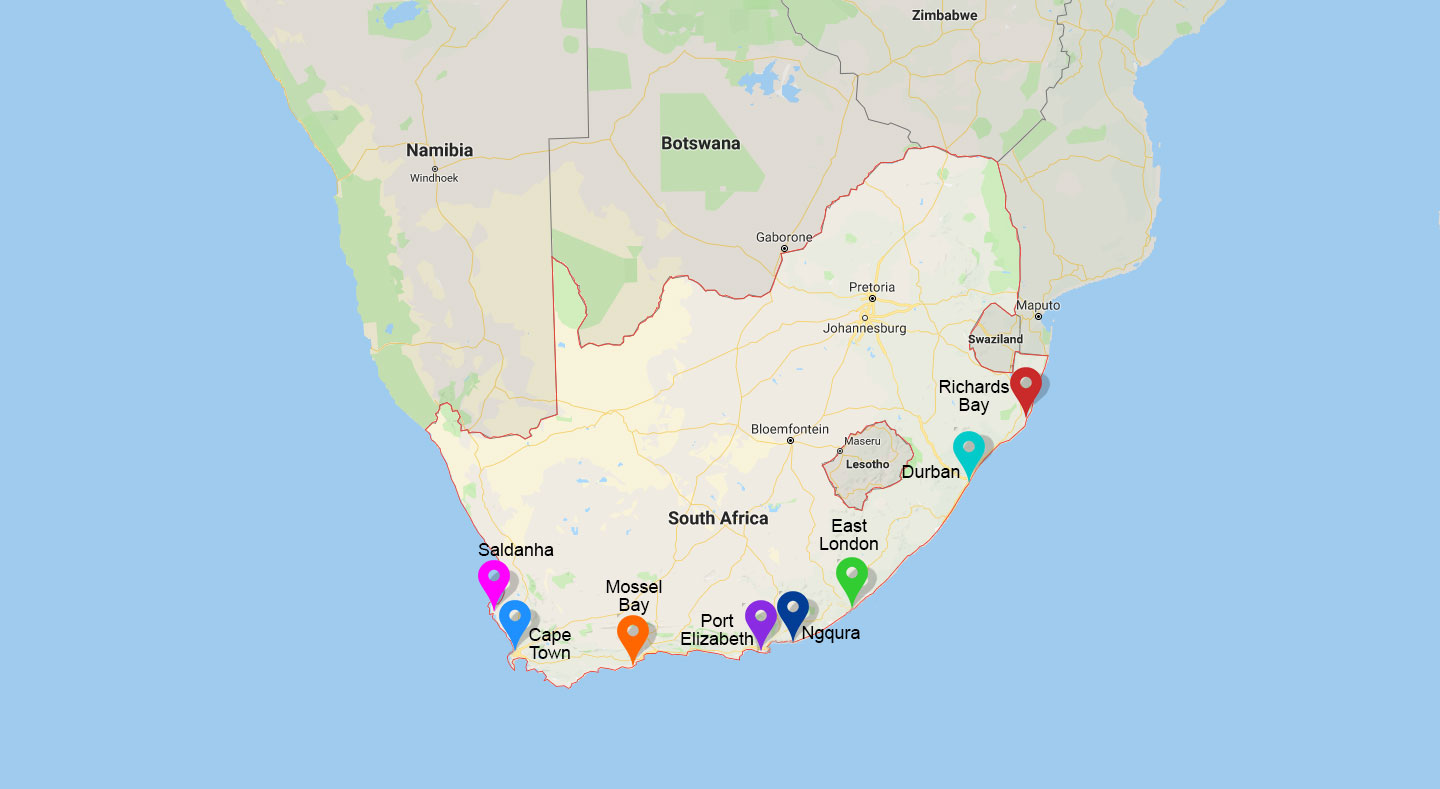 Zimbabwe
Botswana
Namibia
Windhoek
Gaborone
Pretoria
Maputo
Johannesburg
Swaziland
Richards
Bay
Bloemfontein
Maseru
Lesotho
Durban
South Africa
East
London
Saldanha
Mossel
Bay
Port
Elizabeth
Ngqura
Cape
Town